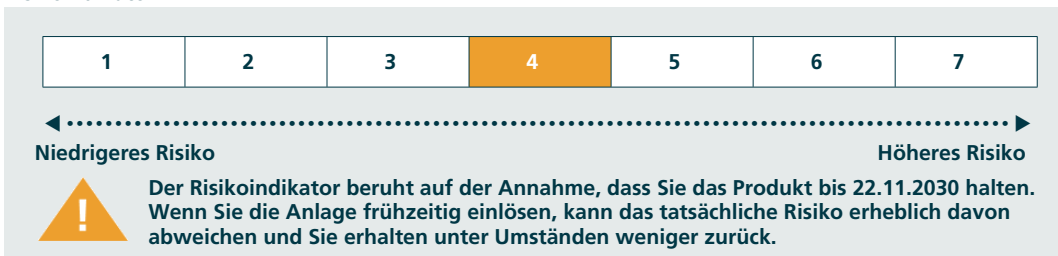 1 2 3 4 5 6 7
Niedrigeres Risiko Höheres Risiko
Der Risikoindikator beruht auf der Annahme, dass Sie das Produkt bis 22.11.2030 halten.
Wenn Sie die Anlage frühzeitig einlösen, kann das tatsächliche Risiko erheblich davon
abweichen und Sie erhalten unter Umständen weniger zurück.